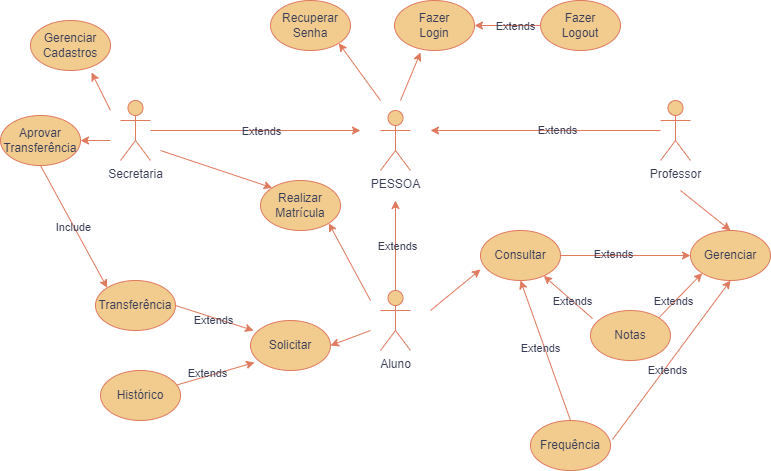 Recuperar
Senha
Fazer
Login
Extends
Fazer
Logout
Gerenciar
Cadastros
Aprovar
Transferência
Secretaria
Extends
PESSOA
Extends
Professor
Include
Realizar
Matrícula
Extends
Consultar
Extends
Gerenciar
Transferência
Extends
Solicitar
Aluno
Extends
Extends
Notas
Extends
Extends
Histórico
Extends
Frequência